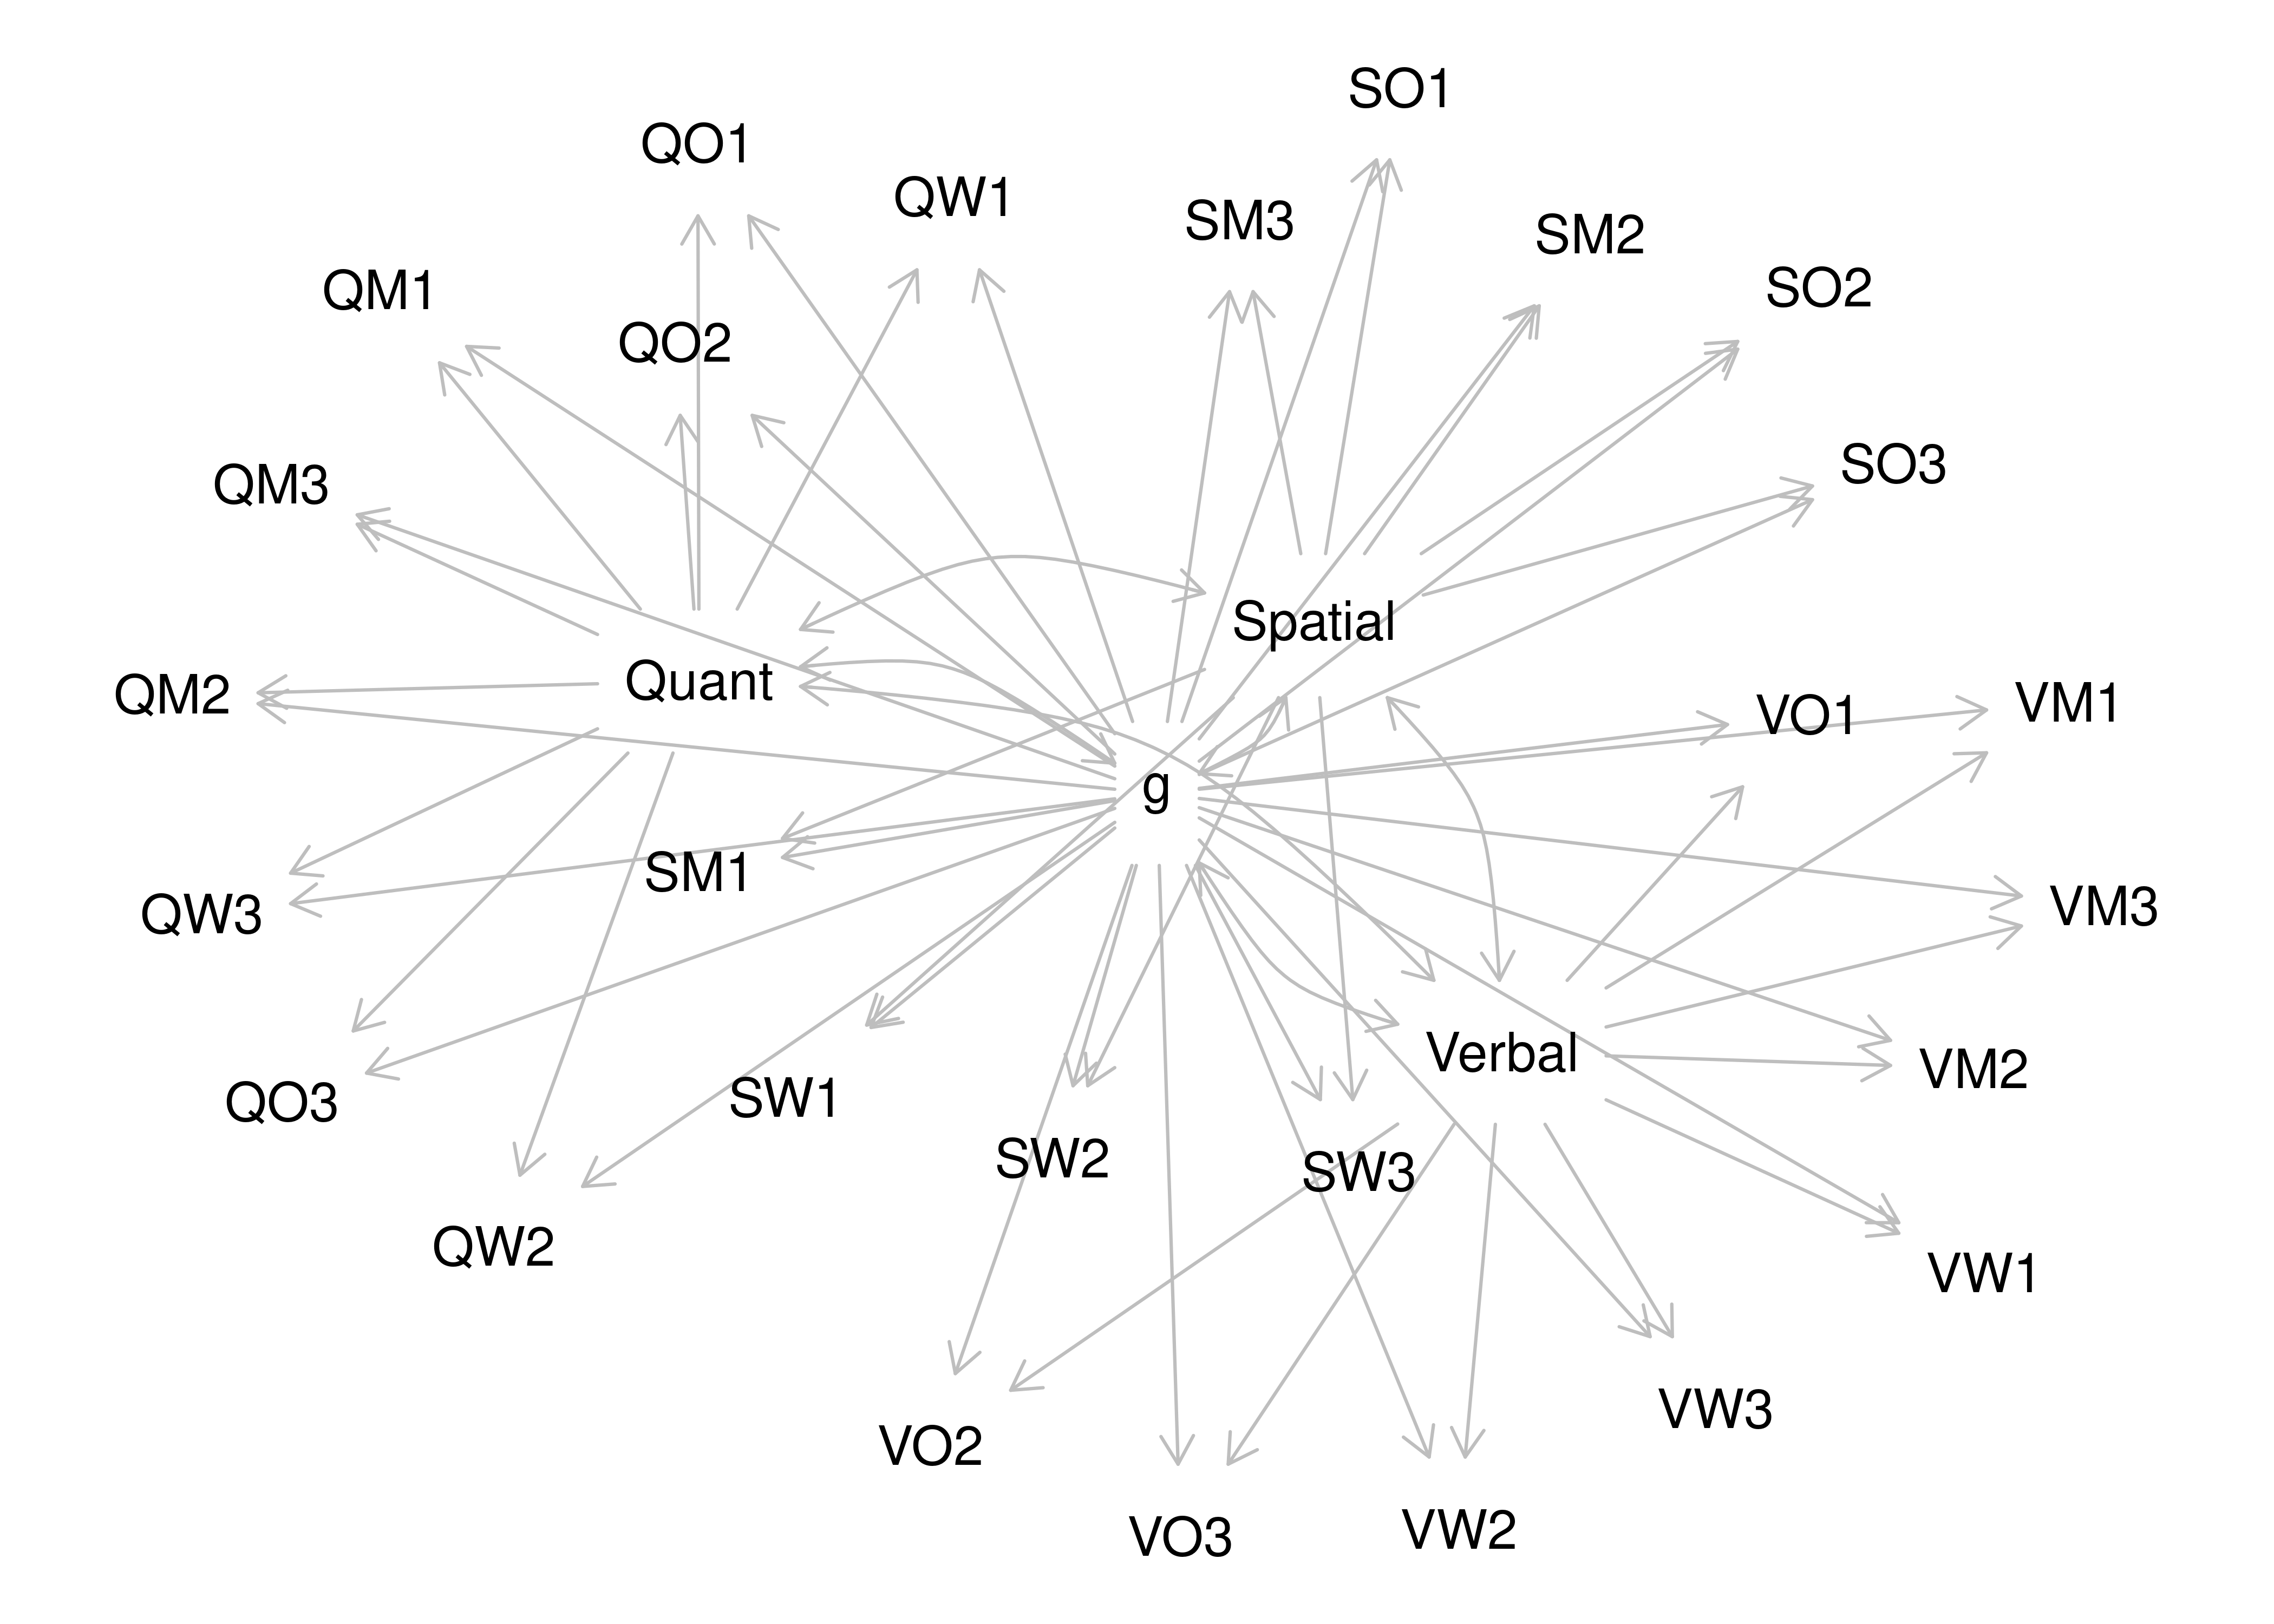 SO1
QO1
QW1
SM3
SM2
QM1
SO2
QO2
SO3
QM3
Spatial
Quant
QM2
VO1
VM1
g
SM1
QW3
VM3
Verbal
VM2
SW1
QO3
SW2
SW3
QW2
VW1
VW3
VO2
VW2
VO3